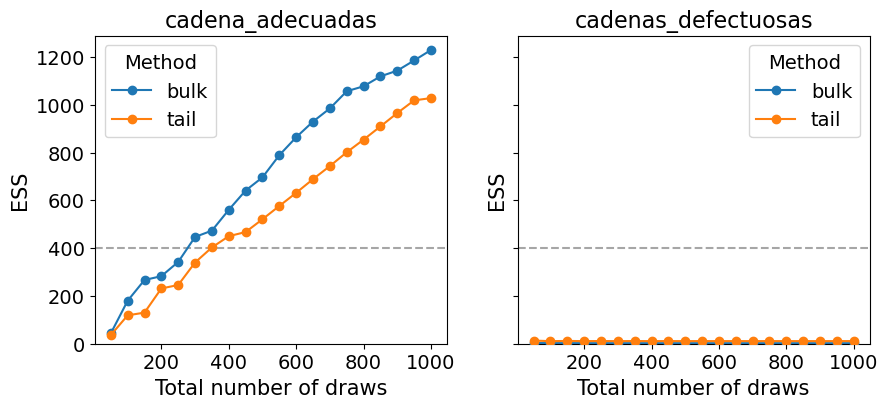 cadena_adecuadas
Method
bulk
tail
ESS
0
200
400
600
800
1000
1200
200
400
600
800
1000
Total number of draws
cadenas_defectuosas
Method
bulk
tail
ESS
200
400
600
800
1000
Total number of draws